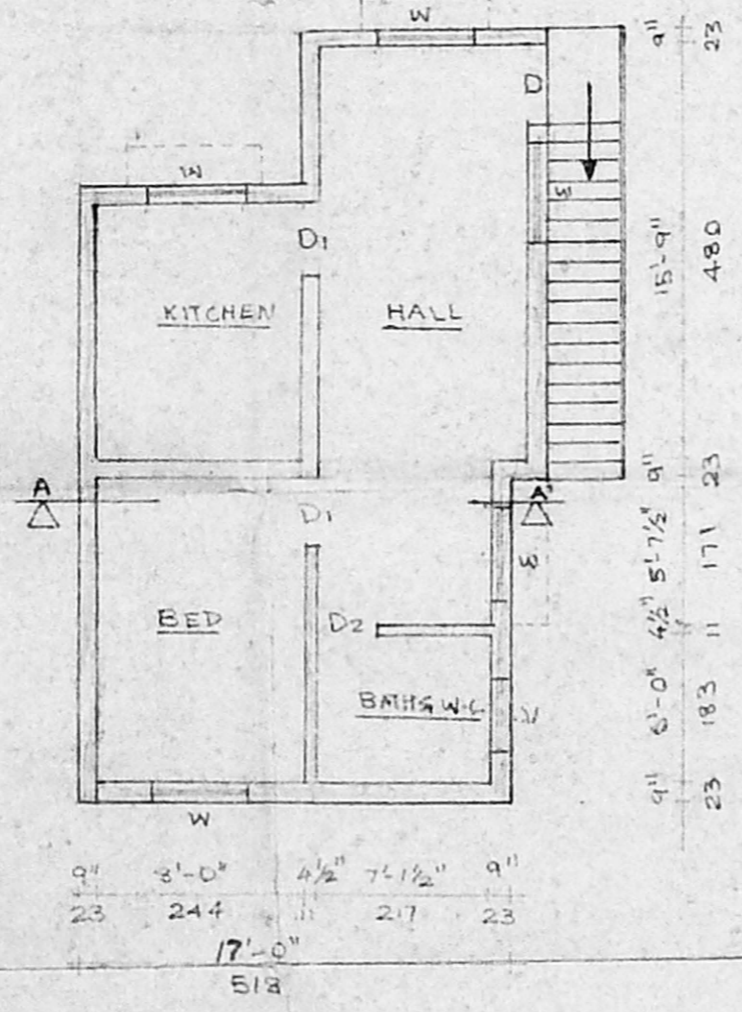 W
D
9" 23
W
W
D1
15'-9" 480
KITCHEN
HALL
9" 23
A
A'
D1
5'-7½" 171
W
BED
D2
4½" 11
BATH & W.C
V
6'-0" 183
9" 23
W
9" 8'-0" 4½" 7'-1½" 9"
23 244 11 217 23
17'-0"
518